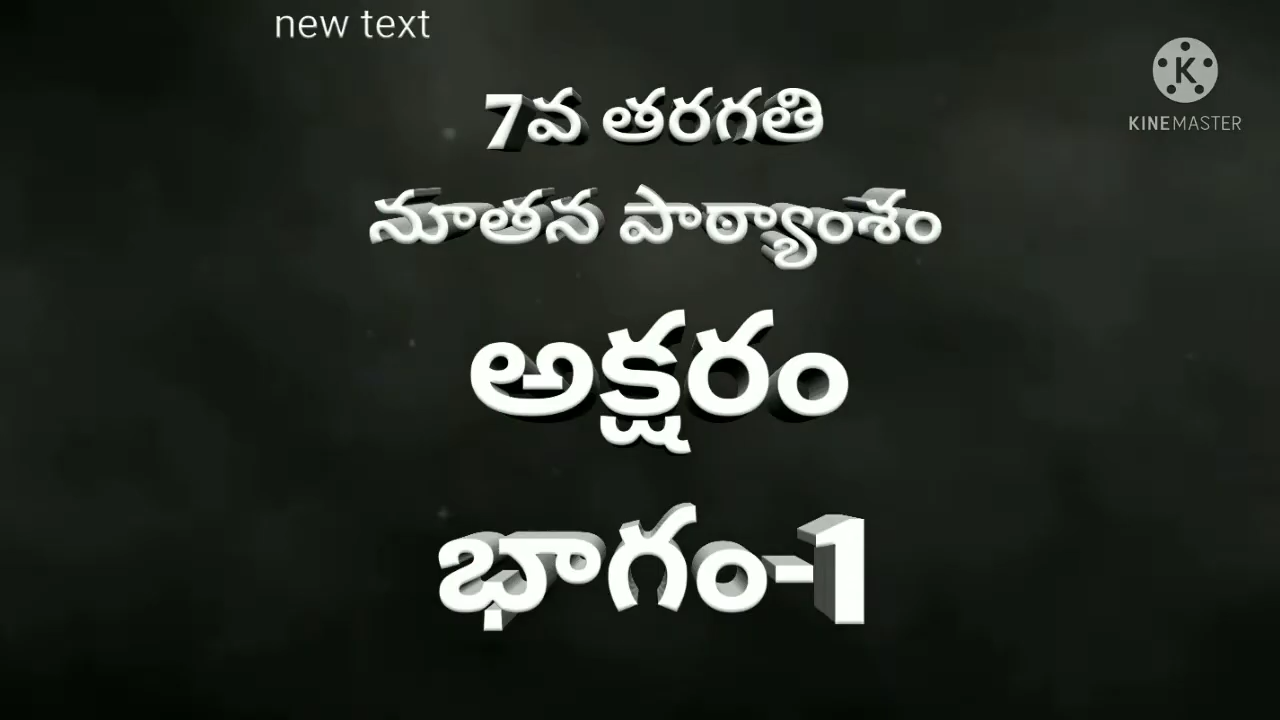 new text
KINEMASTER
7వ తరగతి
నూతన పాఠ్యాంశం
అక్షరం
భాగం-1